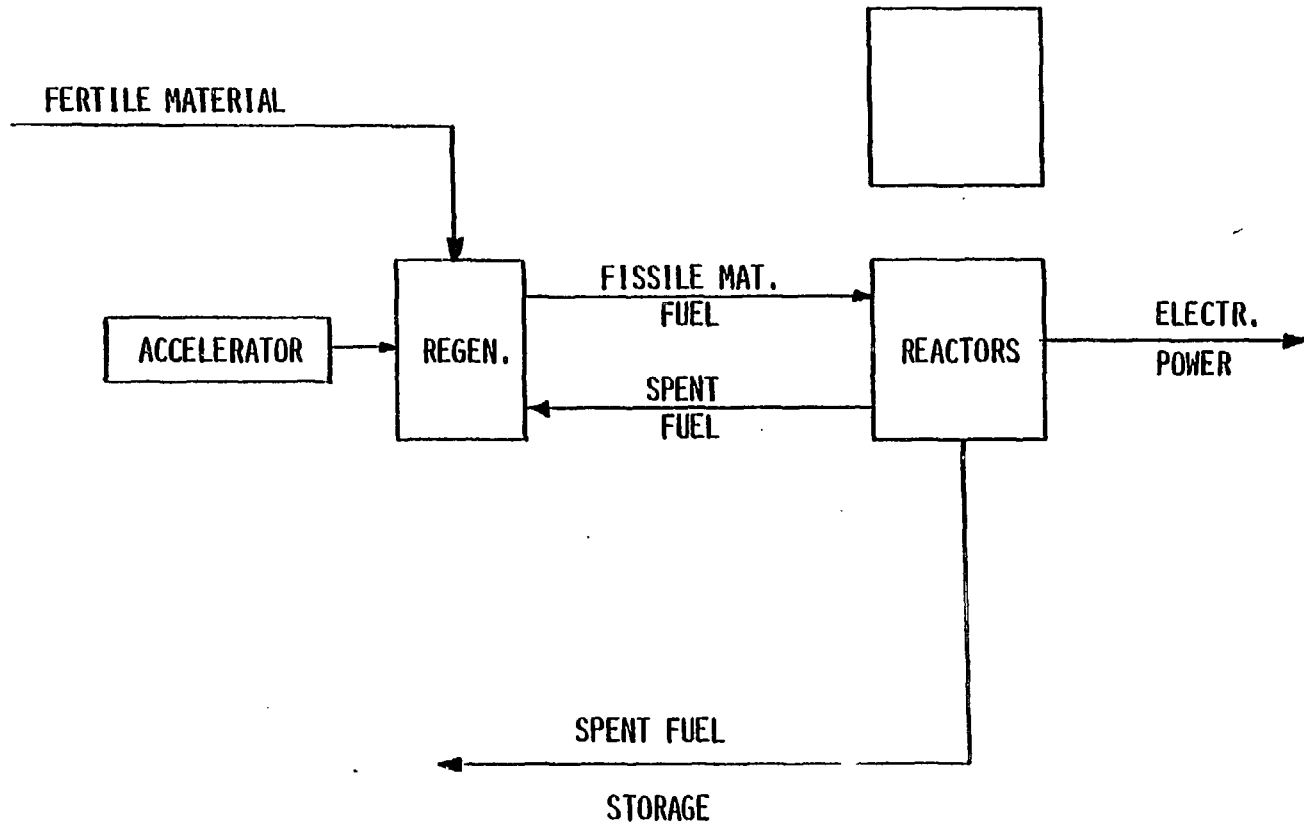 FERTILE MATERIAL
FISSILE MAT.
FUEL
ACCELERATOR
REGEN.
REACTORS
ELECTR.
POWER
SPENT
FUEL
SPENT FUEL
STORAGE